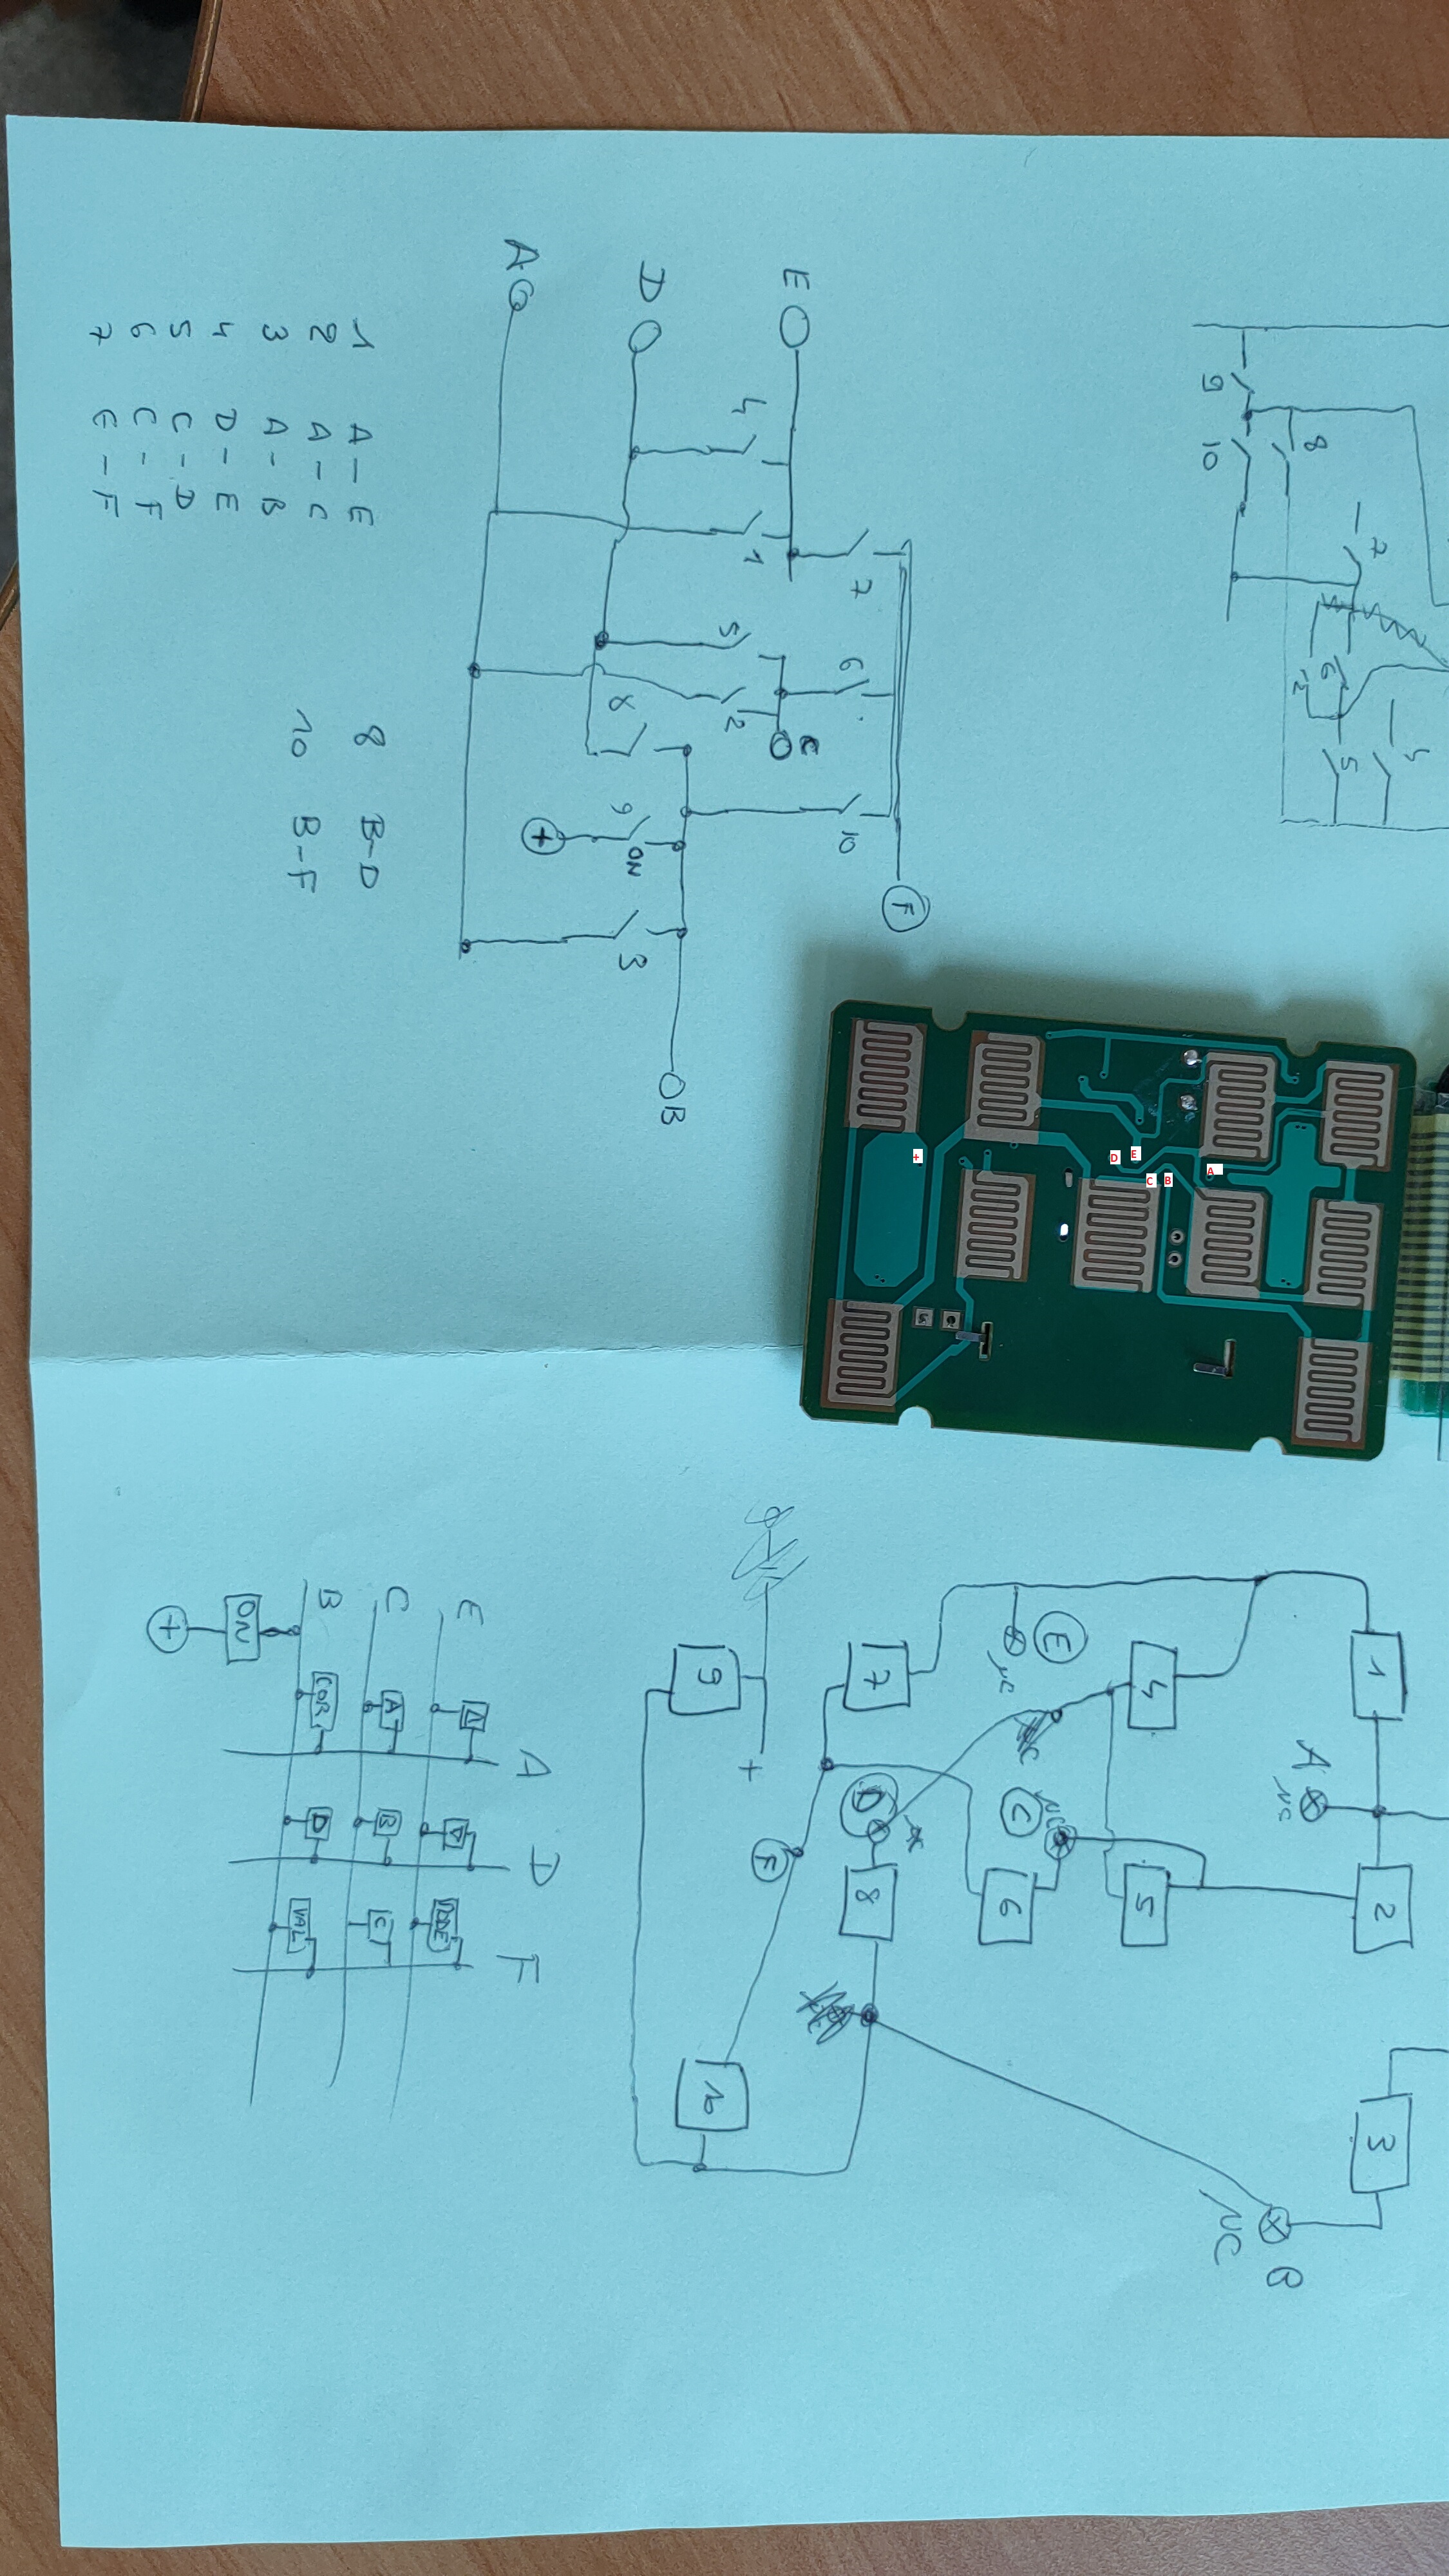 7
5
6
2
8
9
10
1
2
3
A
NC
B
NC
4
5
E
NC
NC
C
6
7
D
8
F
+
9
10
A
B
C
E
D
+
F
7
6
10
E
C
4
1
5
2
D
B
8
9
ON
3
+
A
1 A - E
2 A - C
3 A - B
4 D - E
5 C - D
6 C - F
7 E - F
8 B-D
10 B-F
A D F
E
Δ ∇ MODE
C
A B C
B
COR D VAL
ON
+